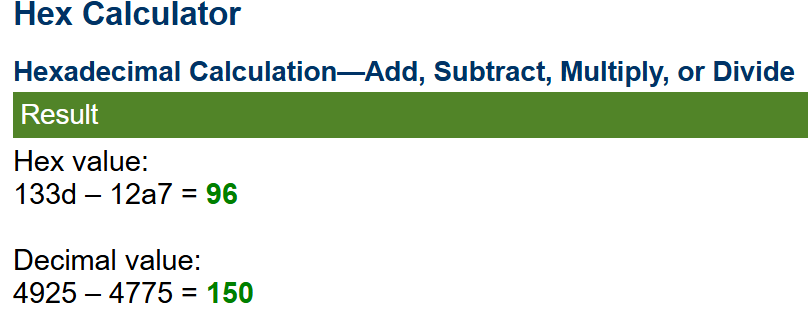 Hex Calculator
Hexadecimal Calculation—Add, Subtract, Multiply, or Divide
Result
Hex value:
133d – 12a7 = 96
Decimal value:
4925 – 4775 = 150